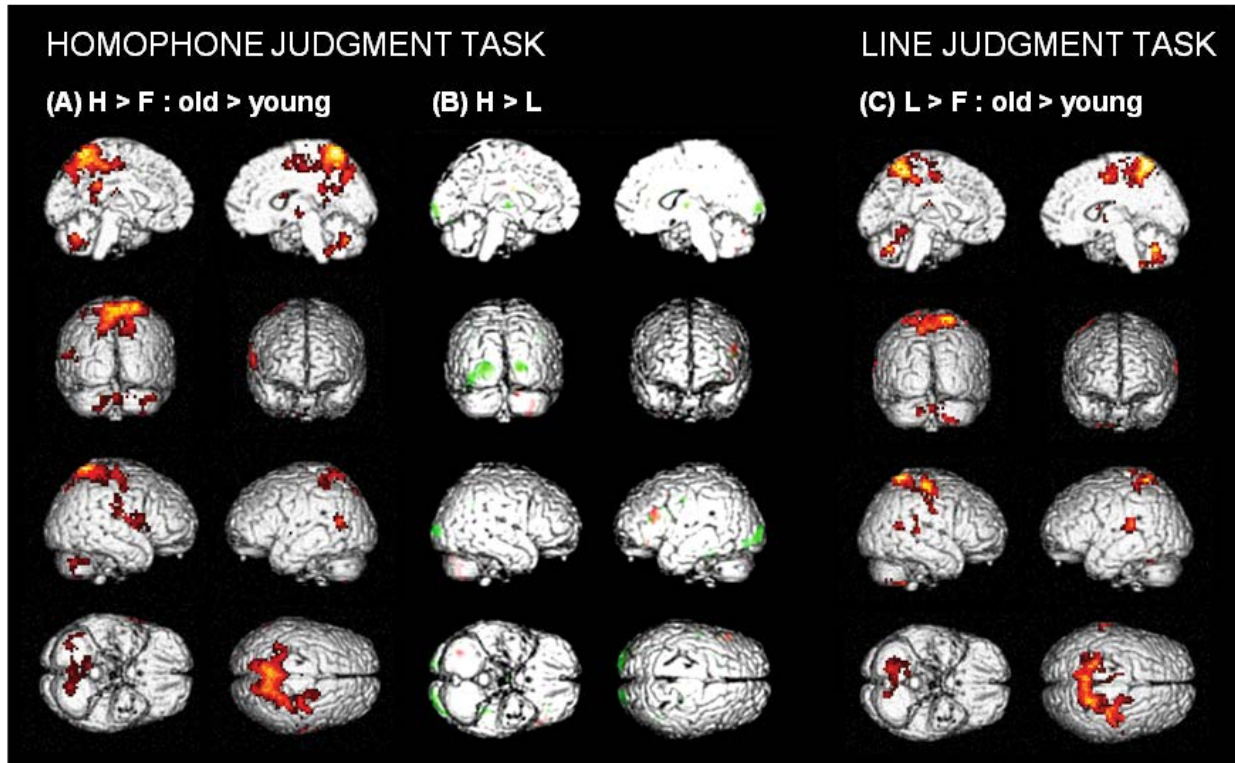 HOMOPHONE JUDGMENT TASK
LINE JUDGMENT TASK
(A) H > F : old > young
(B) H > L
(C) L > F : old > young